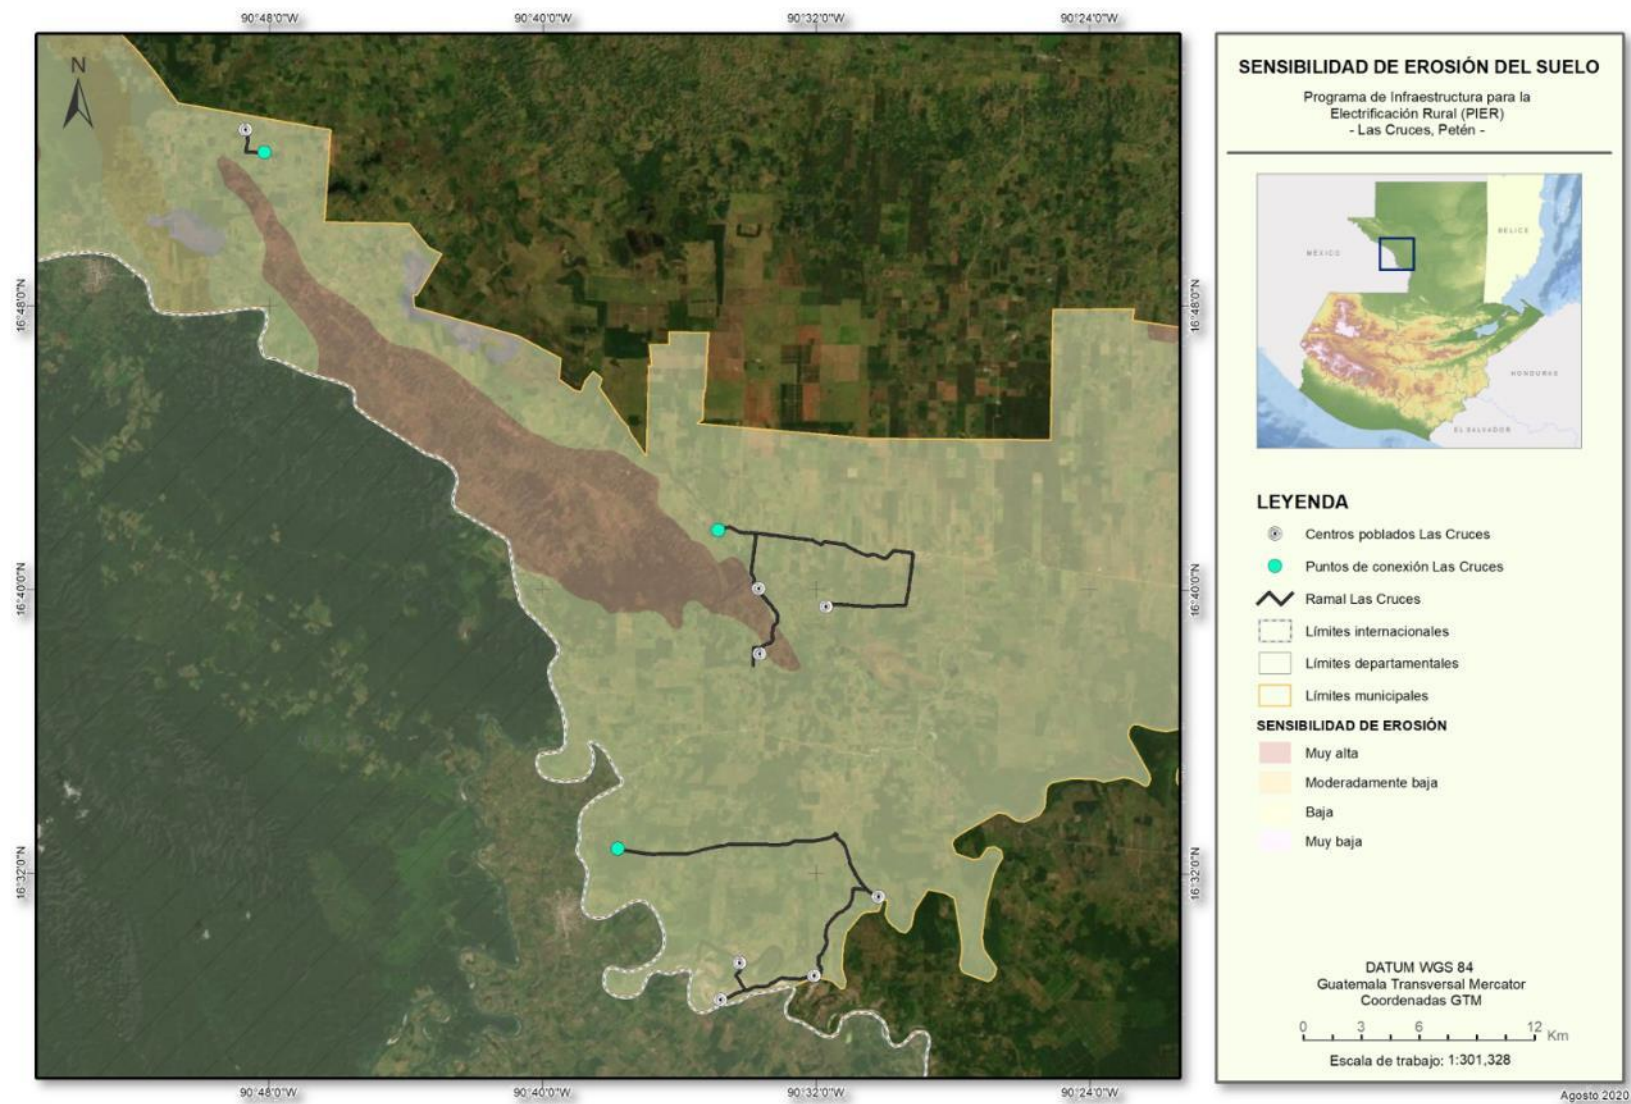 90°48'0"W 90°40'0"W 90°32'0"W 90°24'0"W
N
16°48'0"N 16°48'0"N
16°40'0"N 16°40'0"N
16°32'0"N 16°32'0"N
90°48'0"W 90°40'0"W 90°32'0"W 90°24'0"W
SENSIBILIDAD DE EROSIÓN DEL SUELO
Programa de Infraestructura para la
Electrificación Rural (PIER)
- Las Cruces, Petén -
MÉXICO
BELICE
HONDURAS
EL SALVADOR
LEYENDA
Centros poblados Las Cruces
Puntos de conexión Las Cruces
Ramal Las Cruces
Límites internacionales
Límites departamentales
Límites municipales
SENSIBILIDAD DE EROSIÓN
Muy alta
Moderadamente baja
Baja
Muy baja
DATUM WGS 84
Guatemala Transversal Mercator
Coordenadas GTM
0 3 6 12 Km
Escala de trabajo: 1:301,328
Agosto 2020